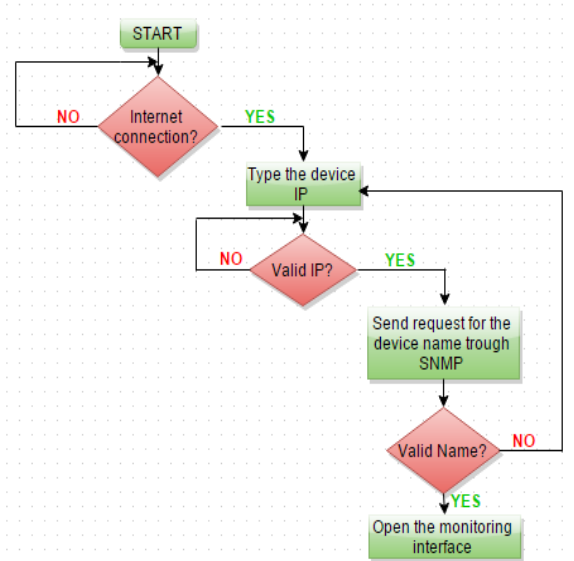 START
Internet
connection?
NO
YES
Type the device
IP
Valid IP?
NO
YES
Send request for the
device name trough
SNMP
Valid Name?
NO
YES
Open the monitoring
interface